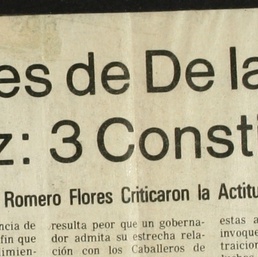 es de De la
z: 3 Consti
Romero Flores Criticaron la Actitu
ncia de
fin que
imien-
resulta peor que un goberna-
dor admita su estrecha rela-
ción con los Caballeros de
estas a
invoque
traicion